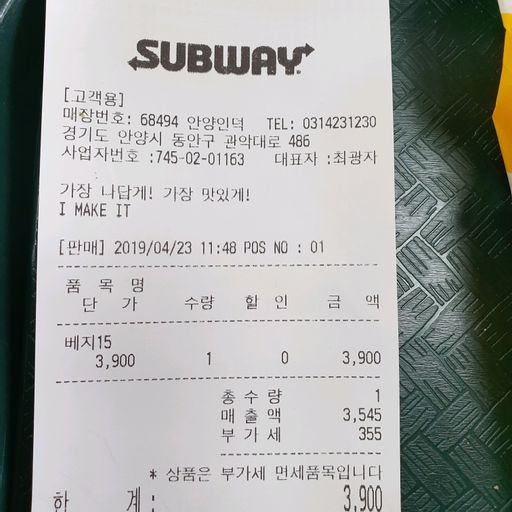 SUBWAY
[고객용]
매장번호: 68494 안양인덕 TEL: 0314231230
경기도 안양시 동안구 관악대로 486
사업자번호 :745-02-01163 대표자 :최광자
가장 나답게! 가장 맛있게!
I MAKE IT
[판매] 2019/04/23 11:48 POS NO : 01
품 목 명
단 가 수량 할 인 금 액
베지15
3,900 1 0 3,900
총 수 량 1
매 출 액 3,545
부 가 세 355
* 상품은 부가세 면세품목입니다
합 계 : 3,900